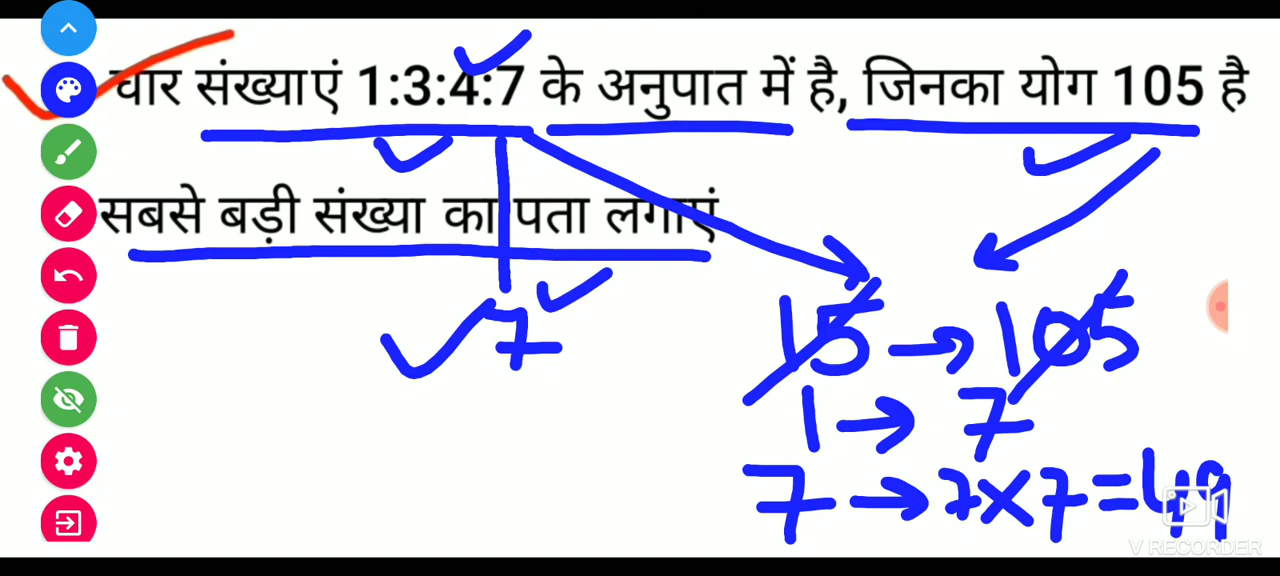 चार संख्याएं 1:3:4:7 के अनुपात में है, जिनका योग 105 है
सबसे बड़ी संख्या का पता लगाएं
7
15 → 105
1 → 7
7 → 7×7=49
V RECORDER